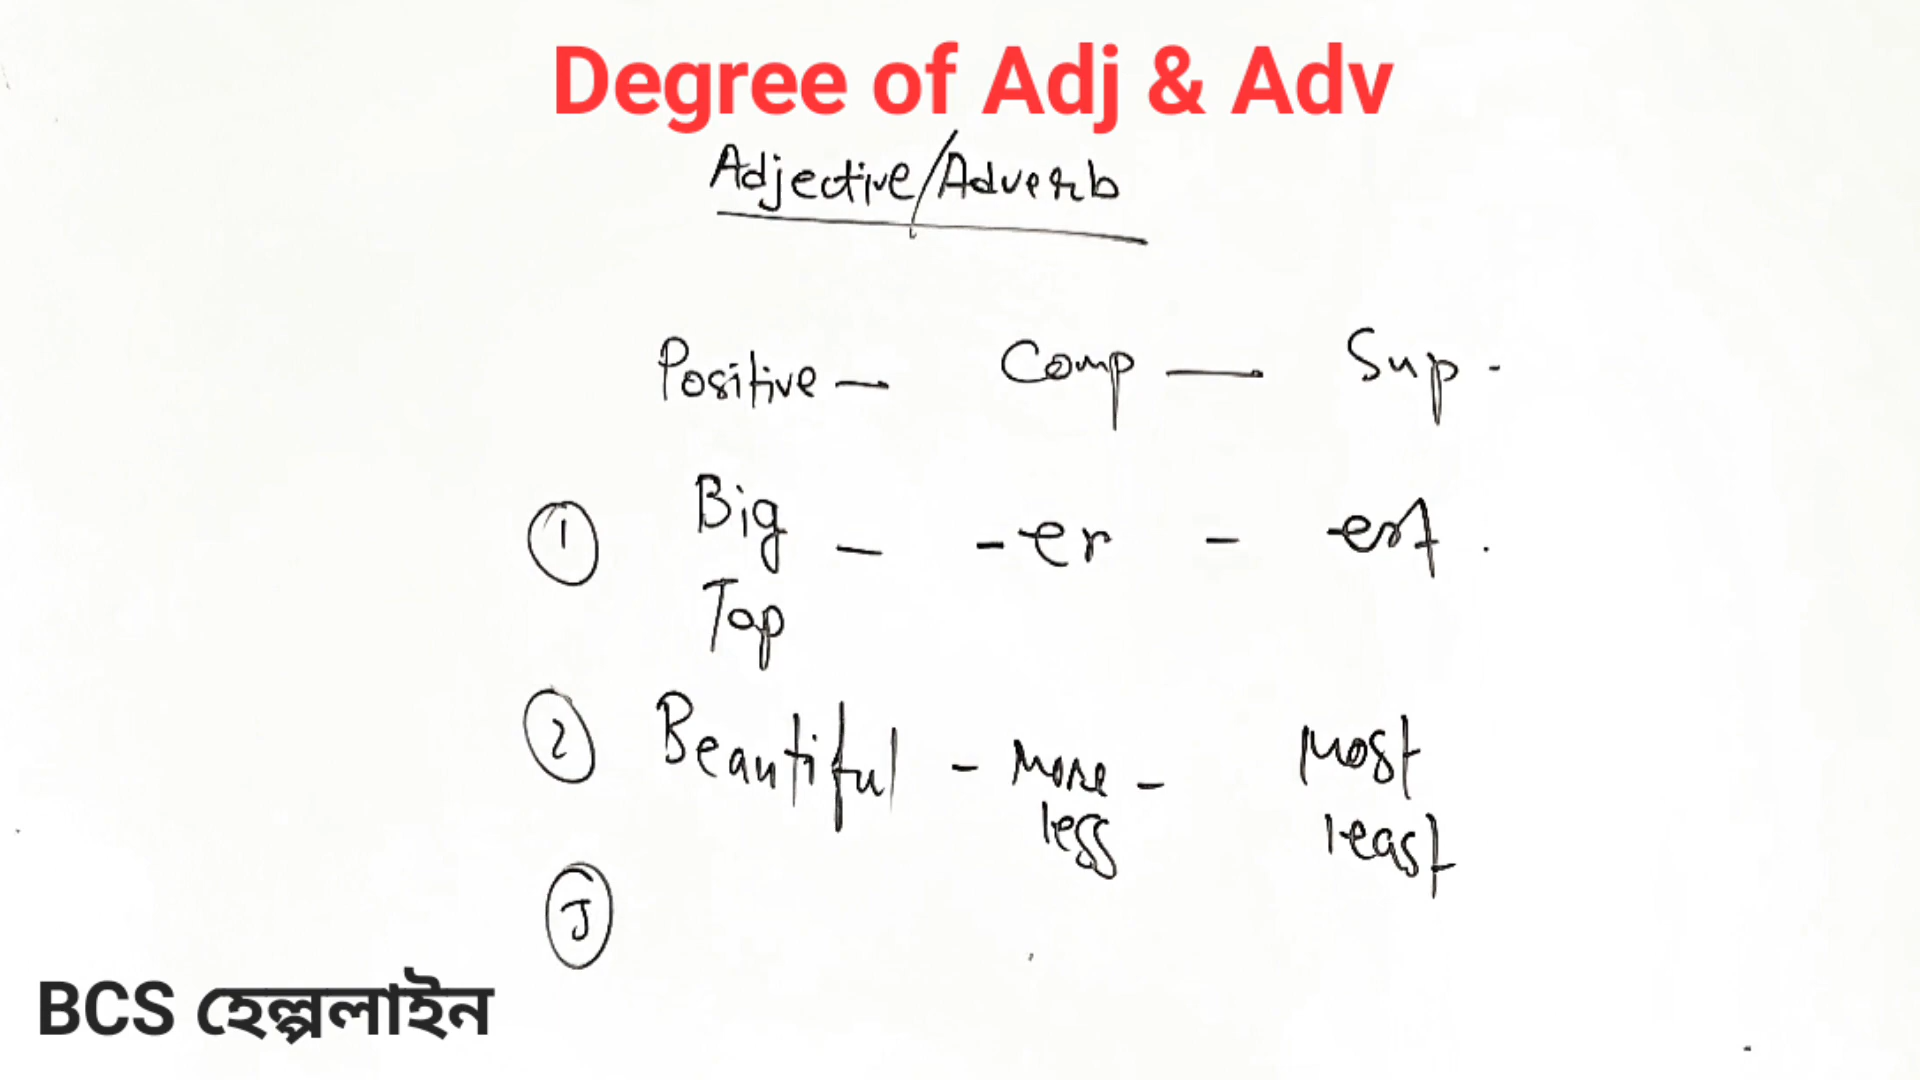 Degree of Adj & Adv
Adjective/Adverb
Positive — Comp — Sup.
1 Big - -er - -est.
Top
2 Beautiful - more - most
less least
3
BCS হেল্পলাইন